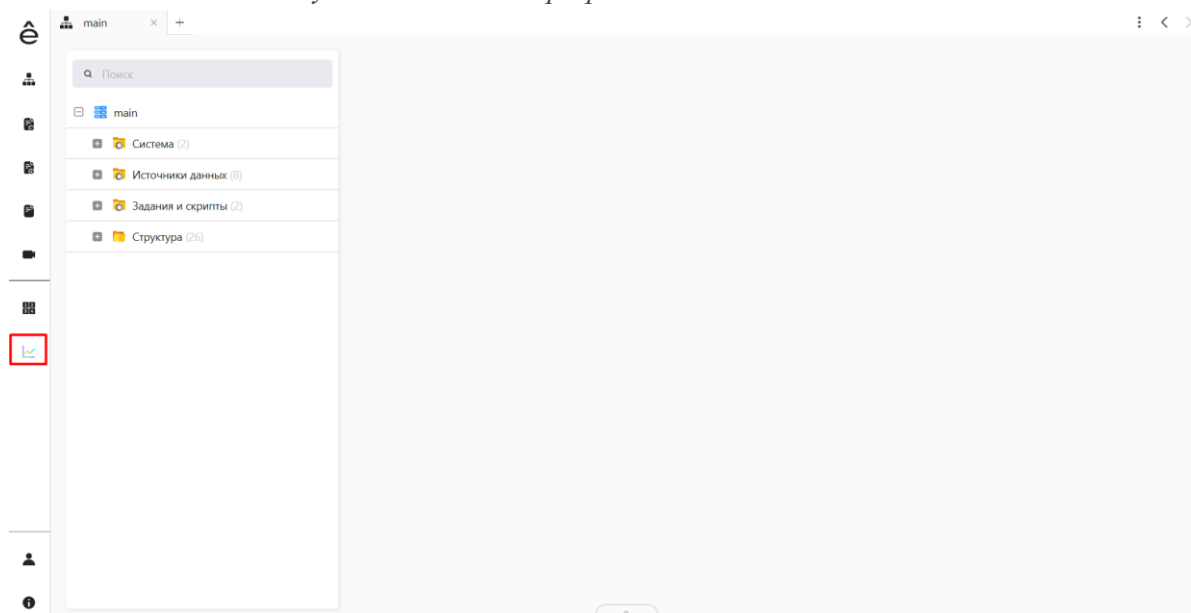 ê
main × +
Поиск
main
Система (2)
Источники данных (8)
Задания и скрипты (2)
Структура (26)